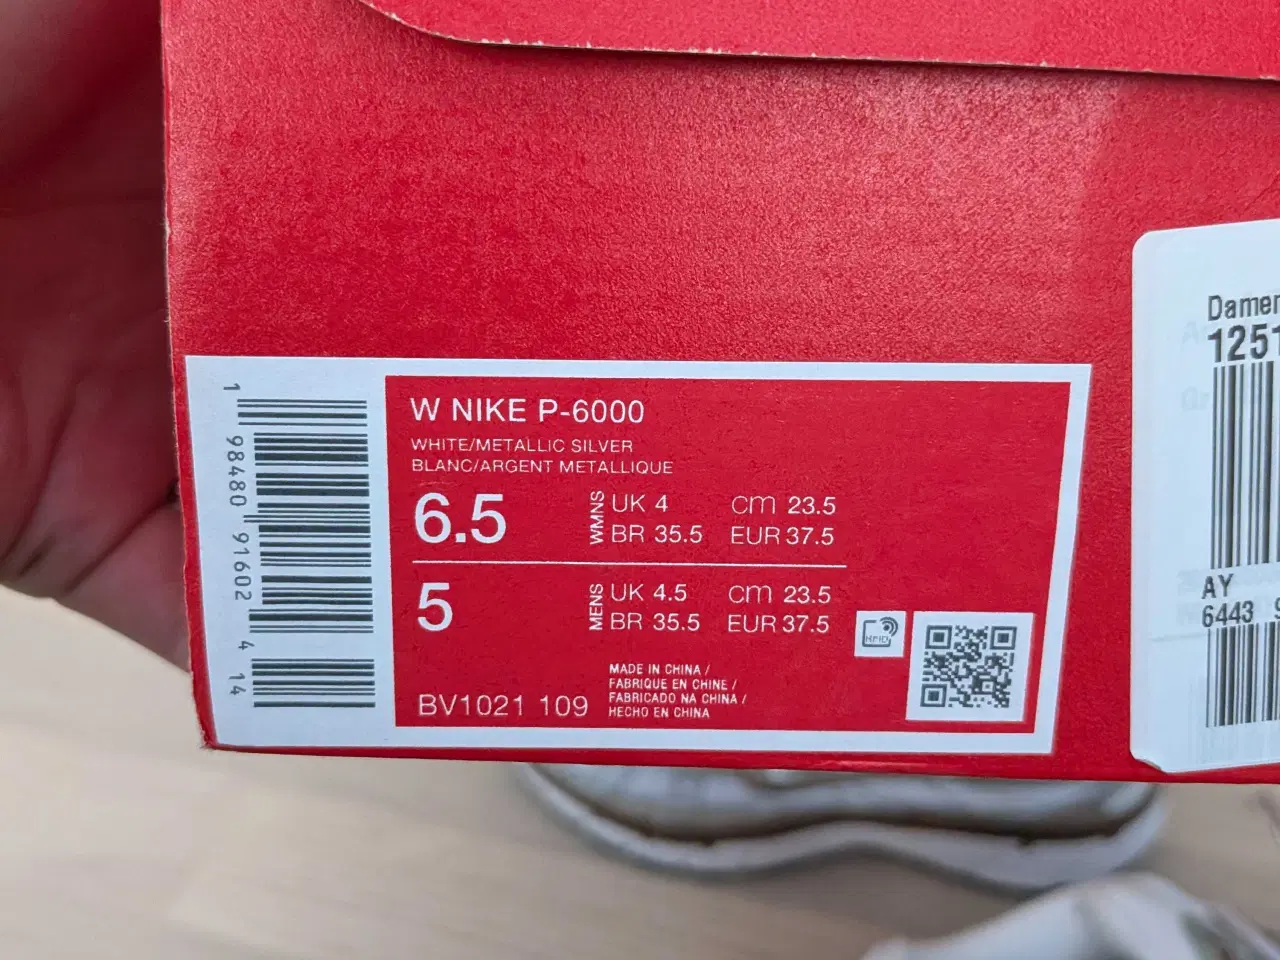 W NIKE P-6000
WHITE/METALLIC SILVER
BLANC/ARGENT METALLIQUE
6.5 WMNS UK 4 cm 23.5
BR 35.5 EUR 37.5
5 MENS UK 4.5 cm 23.5
BR 35.5 EUR 37.5
MADE IN CHINA /
FABRIQUE EN CHINE /
FABRICADO NA CHINA /
HECHO EN CHINA
BV1021 109
RFID
1 98480 91602 4 14
Damen
1251
AY
6443